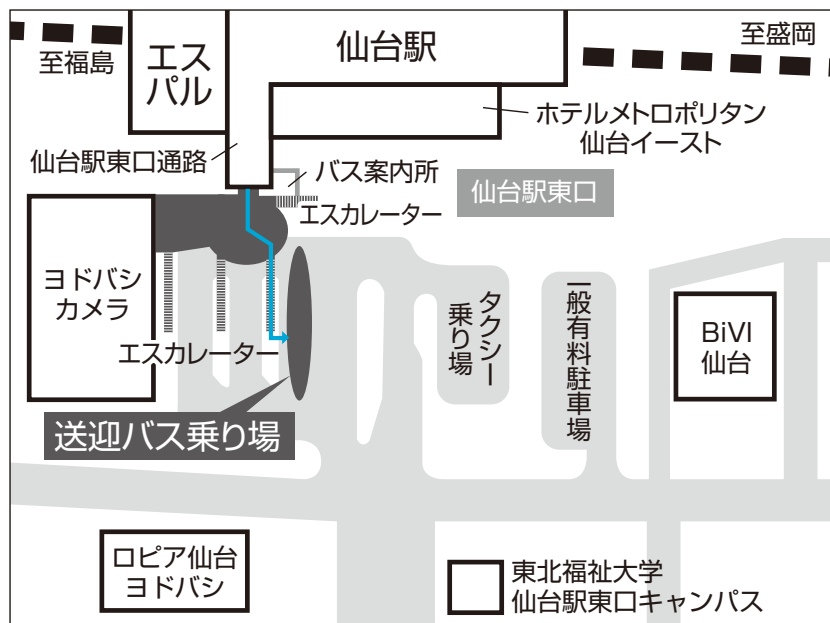 至福島
エス
パル
仙台駅
至盛岡
ホテルメトロポリタン
仙台イースト
仙台駅東口通路
バス案内所
仙台駅東口
エスカレーター
ヨドバシ
カメラ
エスカレーター
タクシー
乗り場
一般有料駐車場
BiVI
仙台
送迎バス乗り場
ロピア仙台
ヨドバシ
東北福祉大学
仙台駅東口キャンパス